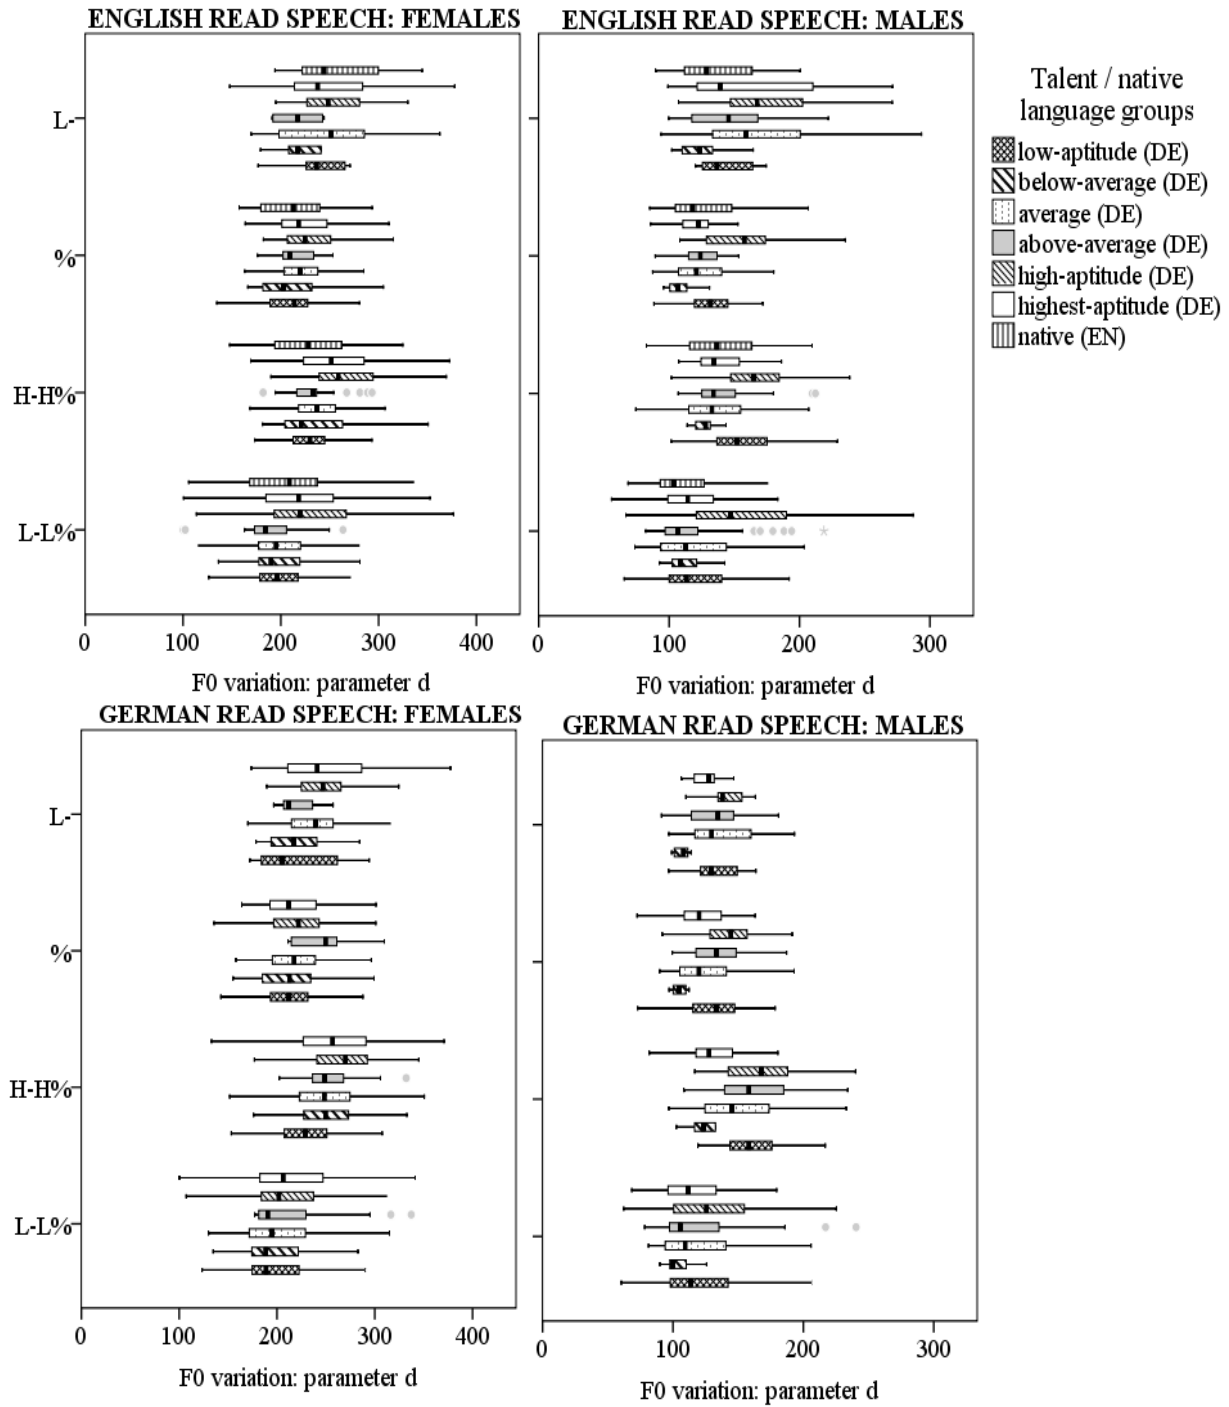 ENGLISH READ SPEECH: FEMALES
L-
%
H-H%
L-L%
0 100 200 300 400
F0 variation: parameter d
ENGLISH READ SPEECH: MALES
*
0 100 200 300
F0 variation: parameter d
Talent / native
language groups
low-aptitude (DE)
below-average (DE)
average (DE)
above-average (DE)
high-aptitude (DE)
highest-aptitude (DE)
native (EN)
GERMAN READ SPEECH: FEMALES
L-
%
H-H%
L-L%
0 100 200 300 400
F0 variation: parameter d
GERMAN READ SPEECH: MALES
0 100 200 300
F0 variation: parameter d